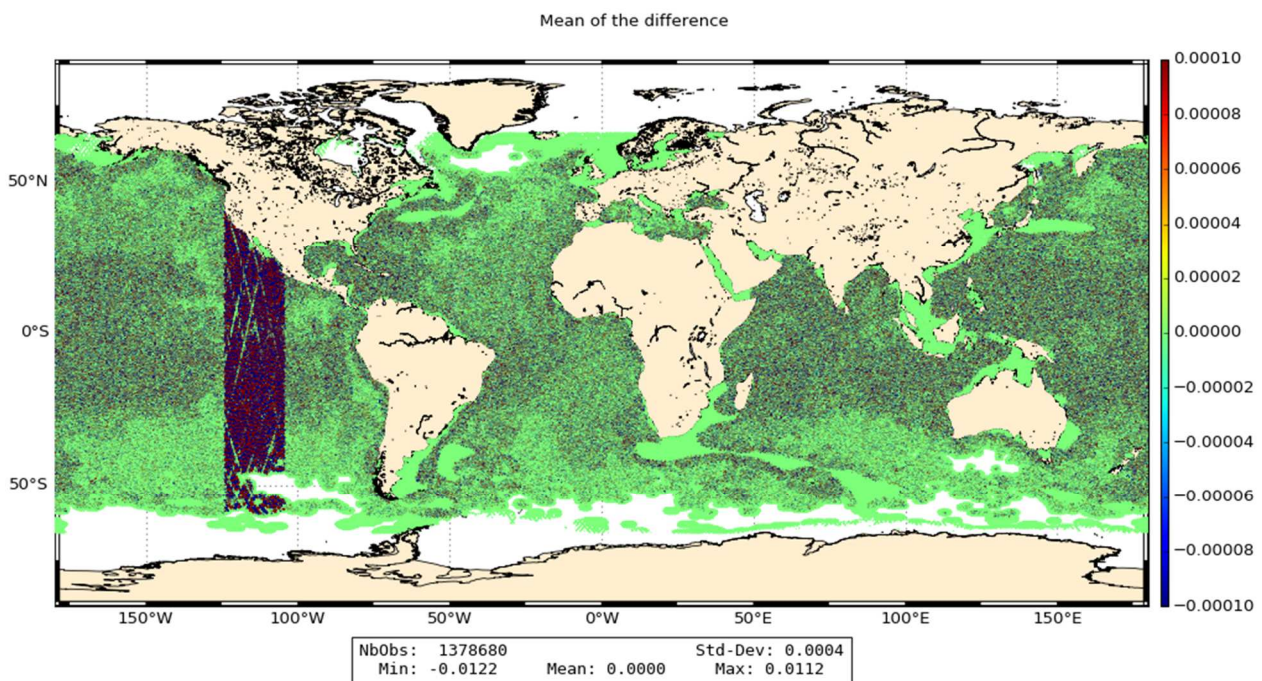 Mean of the difference
0.00010
0.00008
0.00006
0.00004
0.00002
0.00000
−0.00002
−0.00004
−0.00006
−0.00008
−0.00010
50°N
0°S
50°S
150°W 100°W 50°W 0°W 50°E 100°E 150°E
NbObs: 1378680 Std-Dev: 0.0004
Min: -0.0122 Mean: 0.0000 Max: 0.0112